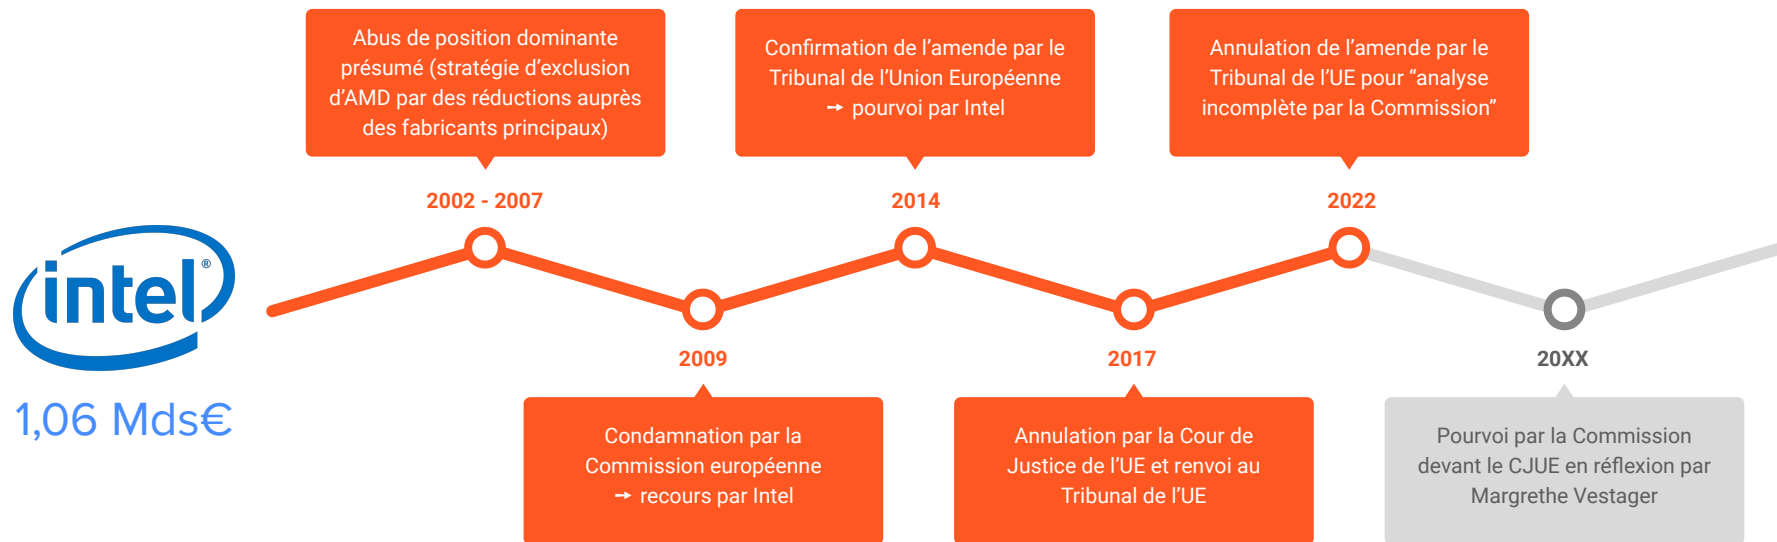 Abus de position dominante
présumé (stratégie d’exclusion
d’AMD par des réductions auprès
des fabricants principaux)
2002 - 2007
Confirmation de l’amende par le
Tribunal de l’Union Européenne
→ pourvoi par Intel
2014
Annulation de l’amende par le
Tribunal de l’UE pour “analyse
incomplète par la Commission”
2022
intel®
1,06 Mds€
2009
Condamnation par la
Commission européenne
→ recours par Intel
2017
Annulation par la Cour de
Justice de l’UE et renvoi au
Tribunal de l’UE
20XX
Pourvoi par la Commission
devant le CJUE en réflexion par
Margrethe Vestager